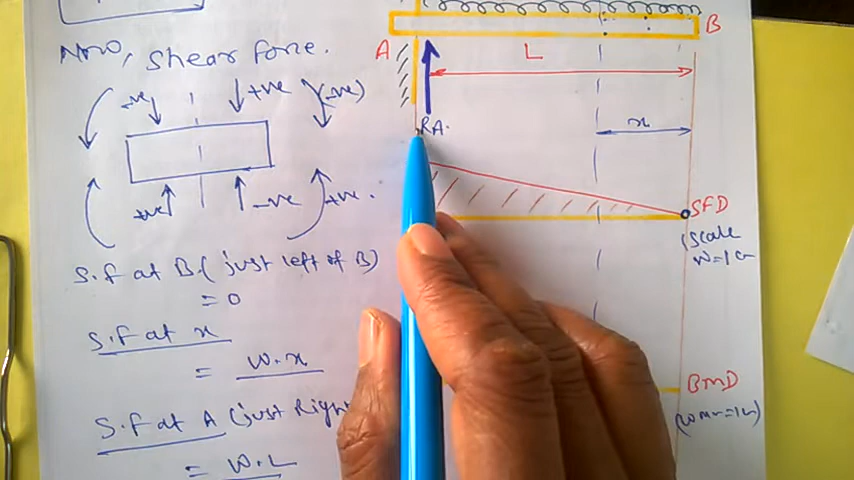 Now, Shear force.
-ve
+ve
(-ve)
+ve
-ve
+ve.
S.f at B. (just left of B)
= 0
S.f at x
= w.x
S.f at A (just Right
= w.L
A
B
L
RA.
x
SFD
(Scale
BMD